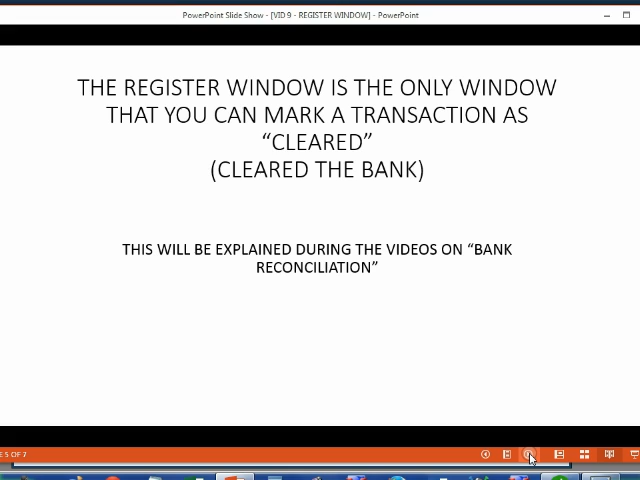 PowerPoint Slide Show - [VID 9 - REGISTER WINDOW] - PowerPoint
THE REGISTER WINDOW IS THE ONLY WINDOW
THAT YOU CAN MARK A TRANSACTION AS
“CLEARED”
(CLEARED THE BANK)
THIS WILL BE EXPLAINED DURING THE VIDEOS ON “BANK
RECONCILIATION”
5 OF 7